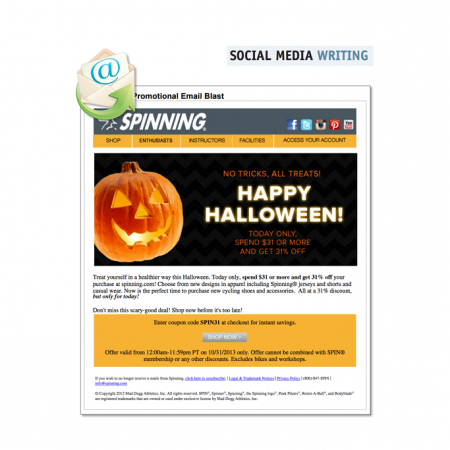 SOCIAL MEDIA WRITING
Promotional Email Blast
SPINNING®
SHOP ENTHUSIASTS INSTRUCTORS FACILITIES ACCESS YOUR ACCOUNT
NO TRICKS, ALL TREATS!
HAPPY
HALLOWEEN!
TODAY ONLY,
SPEND $31 OR MORE
AND GET 31% OFF
Treat yourself in a healthier way this Halloween. Today only, spend $31 or more and get 31% off your
purchase at spinning.com! Choose from new designs in apparel including Spinning® jerseys and shorts and
casual wear. Now is the perfect time to purchase new cycling shoes and accessories. All at a 31% discount,
but only for today!
Don't miss this scary-good deal! Shop now before it's too late!
Enter coupon code SPIN31 at checkout for instant savings.
SHOP NOW
Offer valid from 12:00am-11:59pm PT on 10/31/2013 only. Offer cannot be combined with SPIN®
membership or any other discounts. Excludes bikes and workshops.
If you wish to no longer receive e-mails from Spinning, click here to unsubscribe | Legal & Trademark Notices | Privacy Policy | (800)-847-SPIN |
info@spinning.com
© Copyright 2012 Mad Dogg Athletics, Inc. All rights reserved. SPIN®, Spinner®, Spinning®, the Spinning logo®, Peak Pilates®, Resist-A-Ball®, and Bodyblade®
are registered trademarks that are owned or used under exclusive license by Mad Dogg Athletics, Inc.